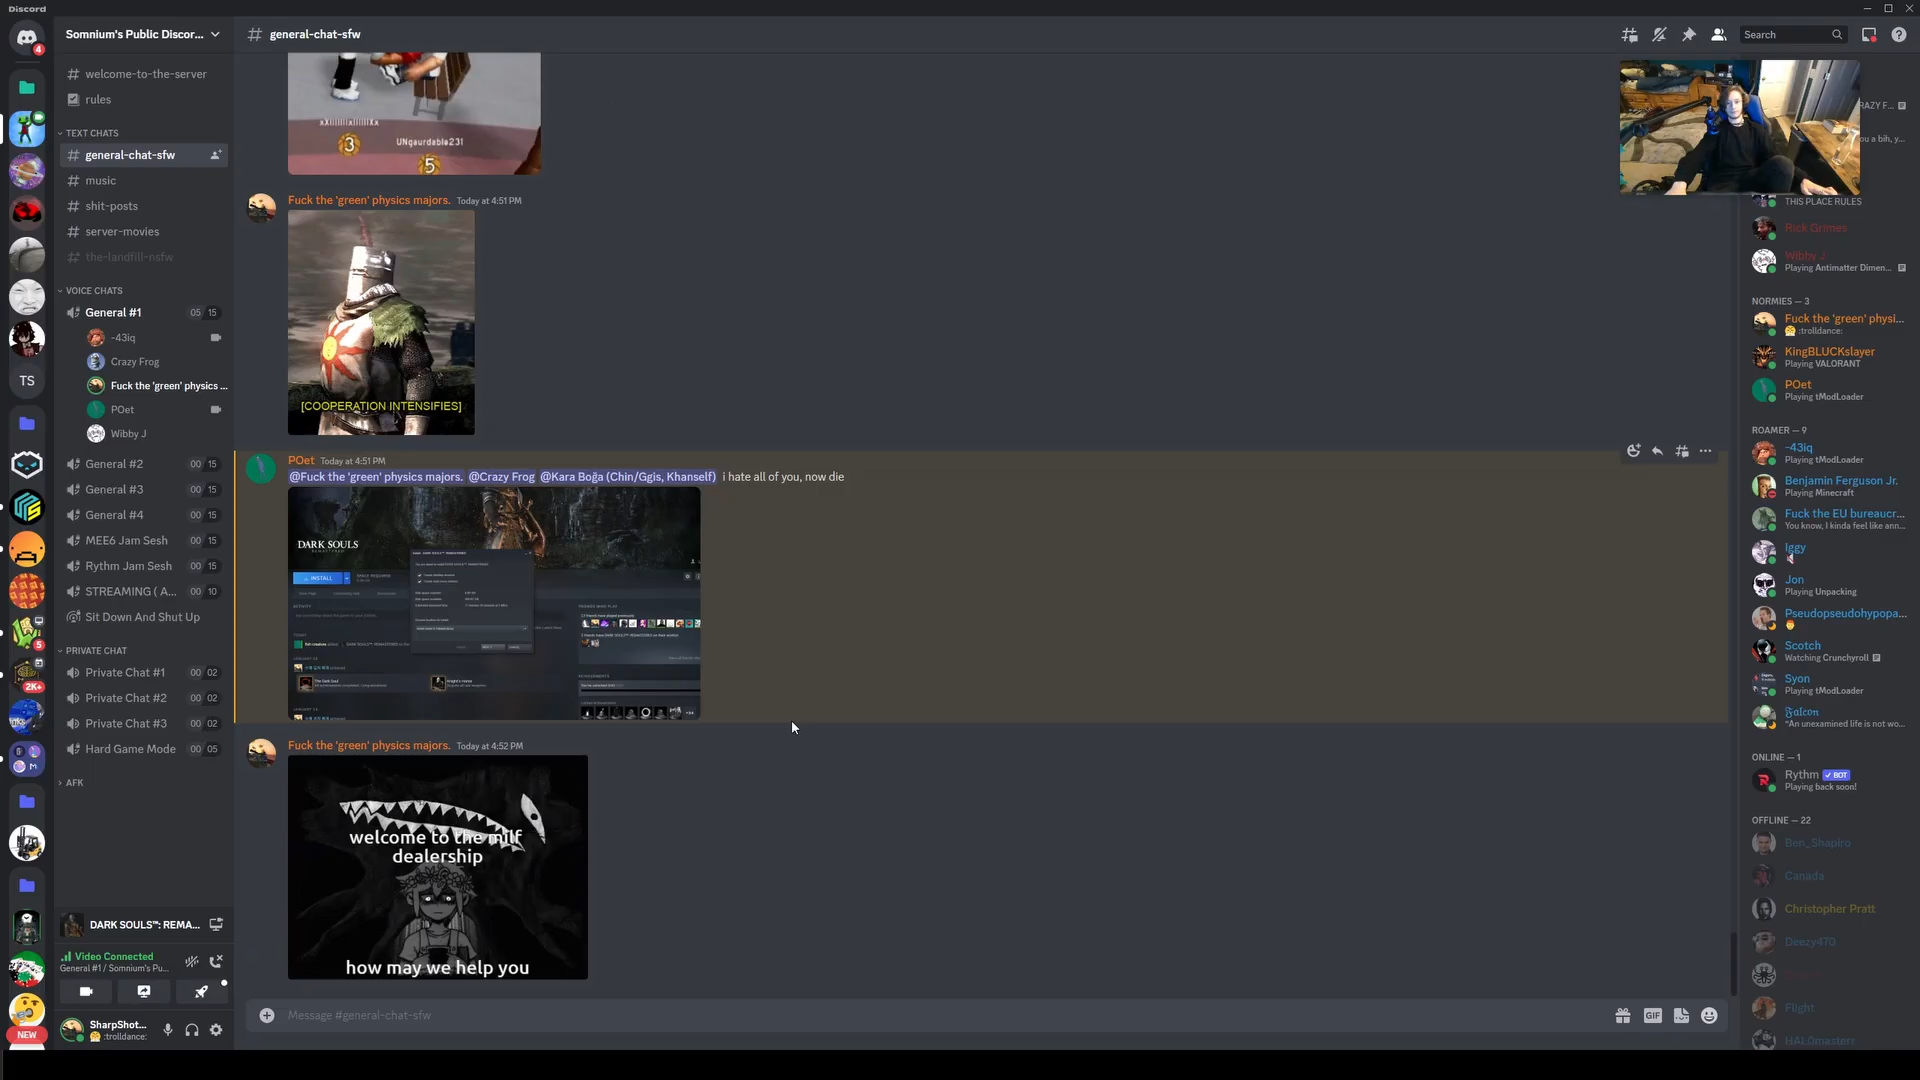 Discord
4
Somnium's Public Discor...
# welcome-to-the-server
rules
TEXT CHATS
# general-chat-sfw
# music
# shit-posts
# server-movies
# the-landfill-nsfw
VOICE CHATS
General #1 05 15
-43iq
Crazy Frog
Fuck the 'green' physics ...
POet
Wibby J
General #2 00 15
General #3 00 15
General #4 00 15
MEE6 Jam Sesh 00 15
Rythm Jam Sesh 00 15
STREAMING ( A... 00 10
Sit Down And Shut Up
PRIVATE CHAT
Private Chat #1 00 02
Private Chat #2 00 02
Private Chat #3 00 02
Hard Game Mode 00 05
AFK
TS
5
2K+
NEW
DARK SOULS™: REMA...
Video Connected
General #1 / Somnium's Pu...
SharpShot...
:trolldance:
# general-chat-sfw
Search
3
UNgaurdable231
5
Fuck the 'green' physics majors. Today at 4:51 PM
[COOPERATION INTENSIFIES]
POet Today at 4:51 PM
@Fuck the 'green' physics majors. @Crazy Frog @Kara Boğa (Chin/Ggis, Khanself) i hate all of you, now die
DARK SOULS
INSTALL
Fuck the 'green' physics majors. Today at 4:52 PM
welcome to the milf
dealership
how may we help you
Message #general-chat-sfw
GIF
THIS PLACE RULES
Rick Grimes
Wibby J
Playing Antimatter Dimen...
NORMIES — 3
Fuck the 'green' physi...
:trolldance:
KingBLUCKslayer
Playing VALORANT
POet
Playing tModLoader
ROAMER — 9
-43iq
Playing tModLoader
Benjamin Ferguson Jr.
Playing Minecraft
Fuck the EU bureaucr...
You know, I kinda feel like ann...
Iggy
Jon
Playing Unpacking
Pseudopseudohypopa...
Scotch
Watching Crunchyroll
Syon
Playing tModLoader
𝔉𝔞𝔩𝔠𝔬𝔫
"An unexamined life is not wo...
ONLINE — 1
Rythm BOT
Playing back soon!
OFFLINE — 22
Ben_Shapiro
Canada
Christopher Pratt
Deezy470
Flight
HALOmasterr